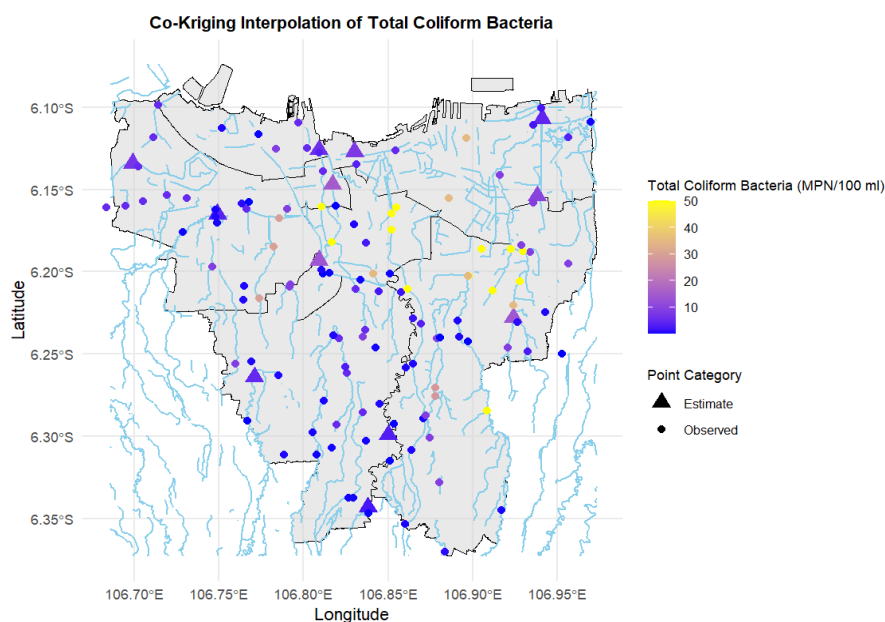 Co-Kriging Interpolation of Total Coliform Bacteria
6.10°S
6.15°S
6.20°S
6.25°S
6.30°S
6.35°S
Latitude
106.70°E 106.75°E 106.80°E 106.85°E 106.90°E 106.95°E
Longitude
Total Coliform Bacteria (MPN/100 ml)
50
40
30
20
10
Point Category
Estimate
Observed